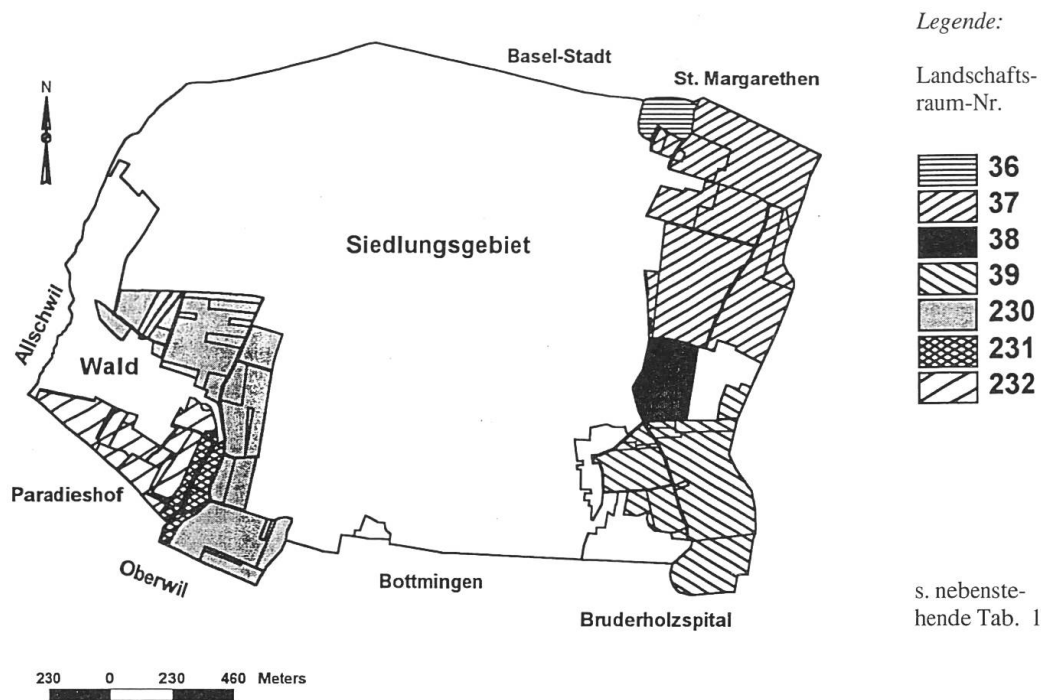 Legende:
Basel-Stadt
St. Margarethen
N
Landschafts-
raum-Nr.
36
37
38
39
230
231
232
Siedlungsgebiet
Allschwil
Wald
Paradieshof
Oberwil
Bottmingen
Bruderholzspital
s. nebenste-
hende Tab. 1
230 0 230 460 Meters